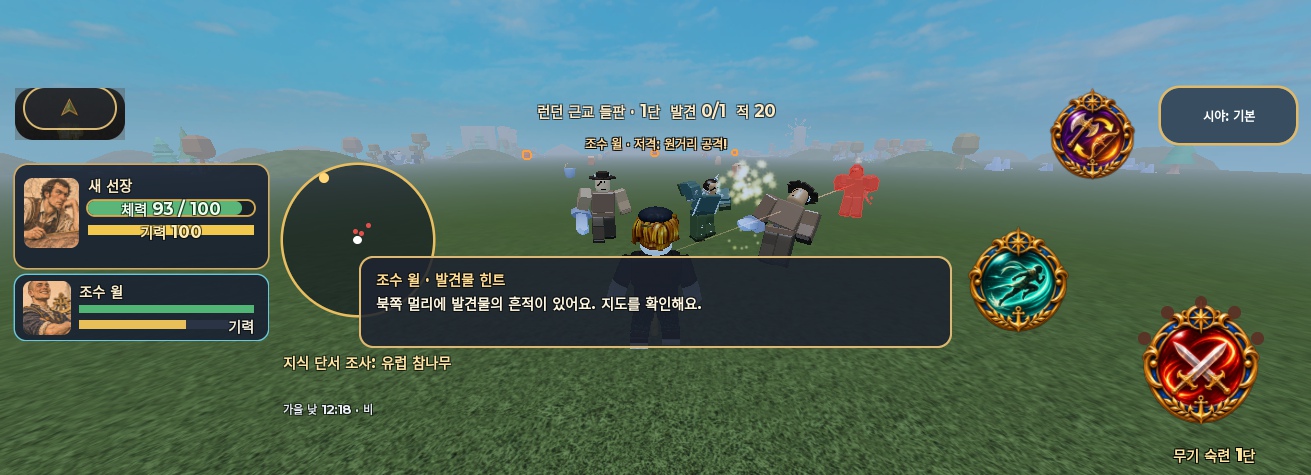 런던 근교 들판 · 1단 발견 0/1 적 20
조수 윌 · 저격: 원거리 공격!
시야: 기본
새 선장
체력 93 / 100
기력 100
조수 윌
기력
조수 윌 · 발견물 힌트
북쪽 멀리에 발견물의 흔적이 있어요. 지도를 확인해요.
지식 단서 조사: 유럽 참나무
가을 낮 12:18 · 비
무기 숙련 1단